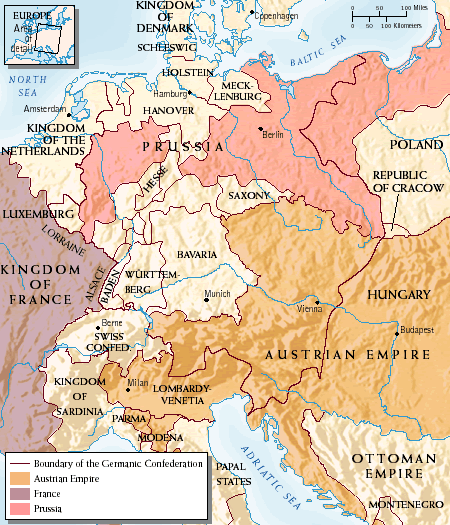 EUROPE
Area
of
detail
KINGDOM
OF
DENMARK
Copenhagen
0 50 100 Miles
0 50 100 Kilometers
SCHLESWIG
BALTIC SEA
NORTH
SEA
HOLSTEIN
Hamburg
MECK-
LENBURG
Amsterdam
HANOVER
KINGDOM
OF THE
NETHERLANDS
Berlin
PRUSSIA
POLAND
HESSE
REPUBLIC
OF CRACOW
SAXONY
LUXEMBURG
LORRAINE
BAVARIA
KINGDOM
OF
FRANCE
ALSACE
BADEN
WÜRTTEM-
BERG
Munich
HUNGARY
Vienna
Berne
SWISS
CONFED.
Budapest
AUSTRIAN EMPIRE
KINGDOM
OF
SARDINIA
Milan
LOMBARDY-
VENETIA
PARMA
MODENA
ADRIATIC SEA
PAPAL
STATES
OTTOMAN
EMPIRE
MONTENEGRO
Boundary of the Germanic Confederation
Austrian Empire
France
Prussia